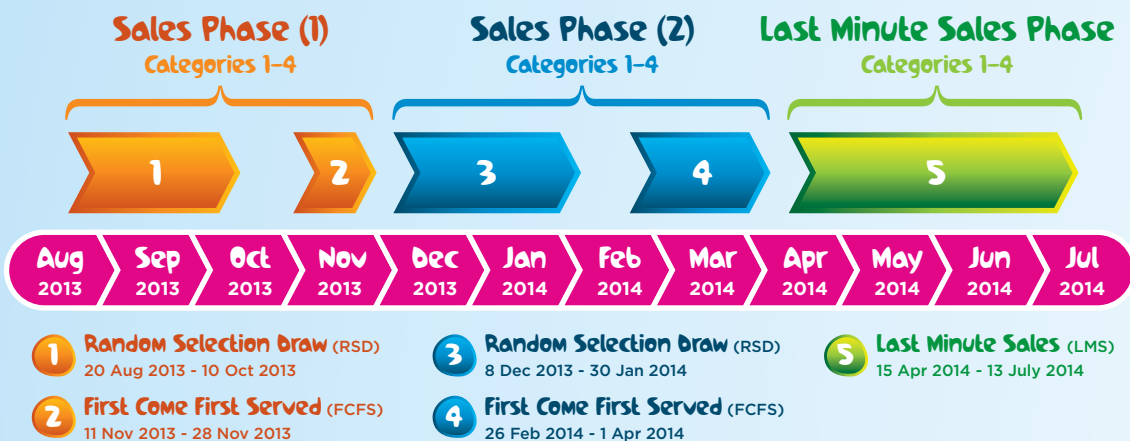 Sales Phase (1)
Categories 1–4
Sales Phase (2)
Categories 1–4
Last Minute Sales Phase
Categories 1–4
1
2
3
4
5
Aug 2013
Sep 2013
Oct 2013
Nov 2013
Dec 2013
Jan 2014
Feb 2014
Mar 2014
Apr 2014
May 2014
Jun 2014
Jul 2014
1 Random Selection Draw (RSD)
20 Aug 2013 - 10 Oct 2013
2 First Come First Served (FCFS)
11 Nov 2013 - 28 Nov 2013
3 Random Selection Draw (RSD)
8 Dec 2013 - 30 Jan 2014
4 First Come First Served (FCFS)
26 Feb 2014 - 1 Apr 2014
5 Last Minute Sales (LMS)
15 Apr 2014 - 13 July 2014